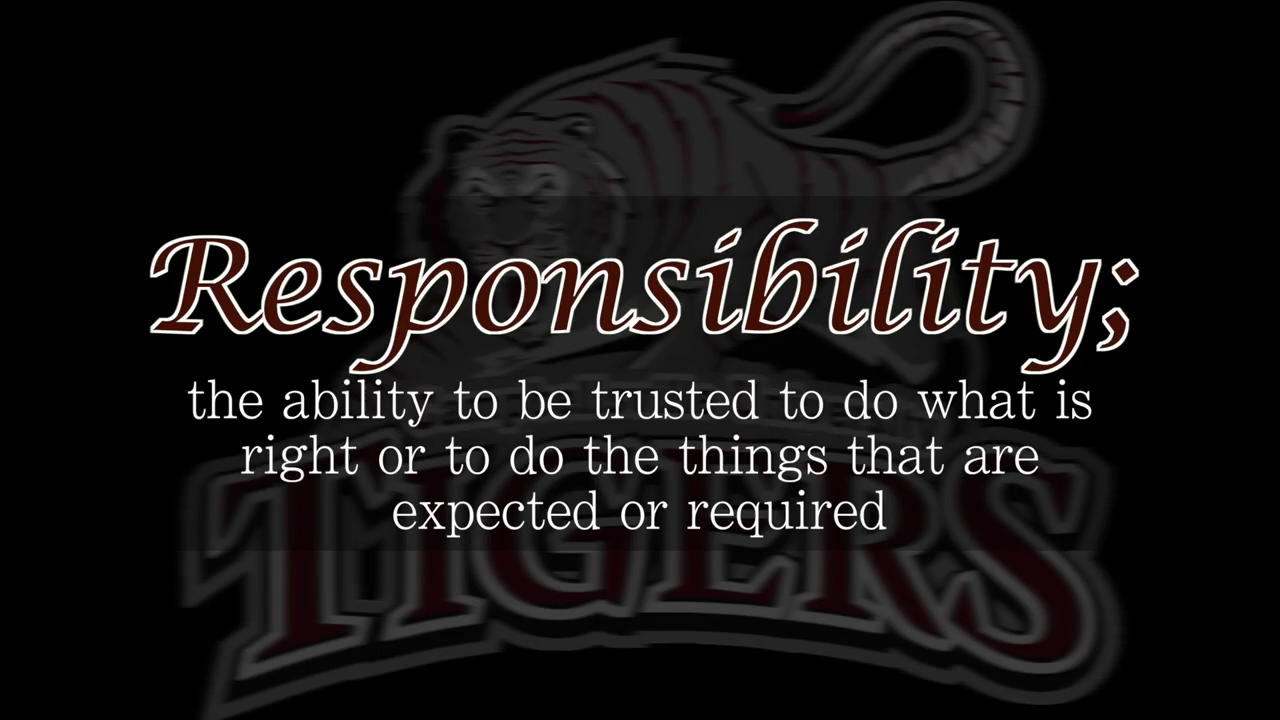 Responsibility;
the ability to be trusted to do what is
right or to do the things that are
expected or required
TIGERS